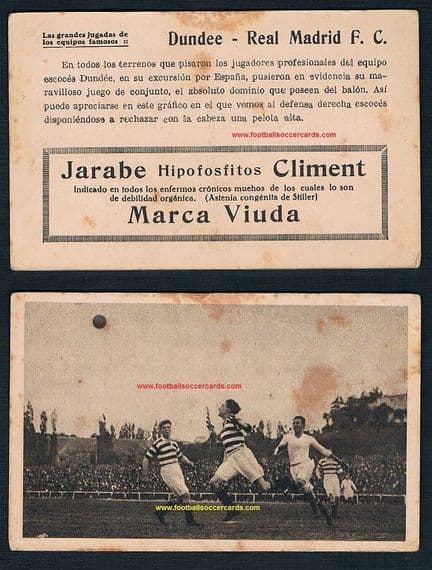 Las grandes jugadas de
los equipos famosos ::
Dundee - Real Madrid F. C.
En todos los terrenos que pisaron los jugadores profesionales del equipo
escocés Dundée, en su excursión por España, pusieron en evidencia su ma-
ravilloso juego de conjunto, el absoluto dominio que poseen del balón. Así
puede apreciarse en este gráfico en el que vemos al defensa derecha escocés
disponiéndose a rechazar con la cabeza una pelota alta.
www.footballsoccercards.com
Jarabe Hipofosfitos Climent
Indicado en todos los enfermos crónicos muchos de los cuales lo son
de debilidad orgánica. (Astenia congénita de Stiller)
Marca Viuda
www.footballsoccercards.com
www.footballsoccercards.com